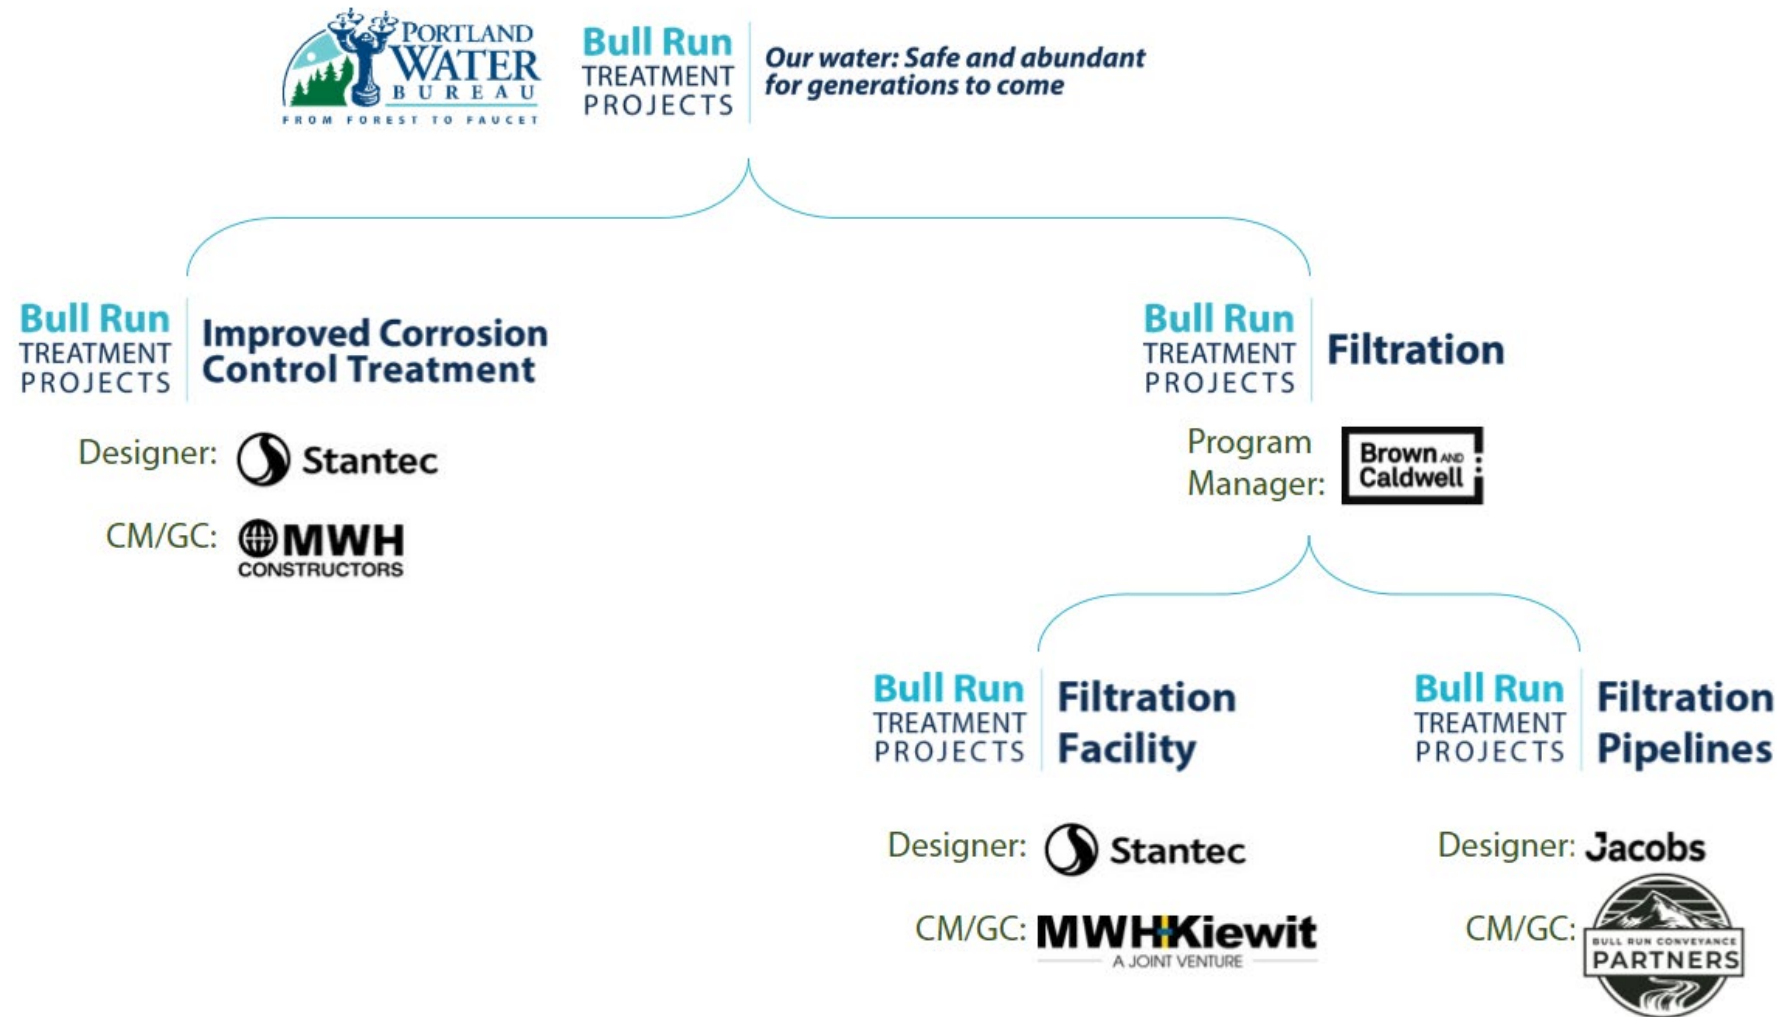 PORTLAND
WATER
BUREAU
FROM FOREST TO FAUCET
Bull Run
TREATMENT
PROJECTS
Our water: Safe and abundant
for generations to come
Bull Run
TREATMENT
PROJECTS
Improved Corrosion
Control Treatment
Designer: Stantec
CM/GC: MWH
CONSTRUCTORS
Bull Run
TREATMENT
PROJECTS
Filtration
Program
Manager:
Brown AND
Caldwell
Bull Run
TREATMENT
PROJECTS
Filtration
Facility
Designer: Stantec
CM/GC: MWH Kiewit
A JOINT VENTURE
Bull Run
TREATMENT
PROJECTS
Filtration
Pipelines
Designer: Jacobs
CM/GC:
BULL RUN CONVEYANCE
PARTNERS